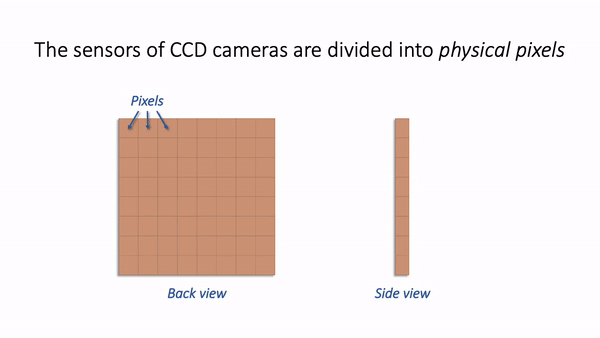 The sensors of CCD cameras are divided into physical pixels
Pixels
Back view
Side view